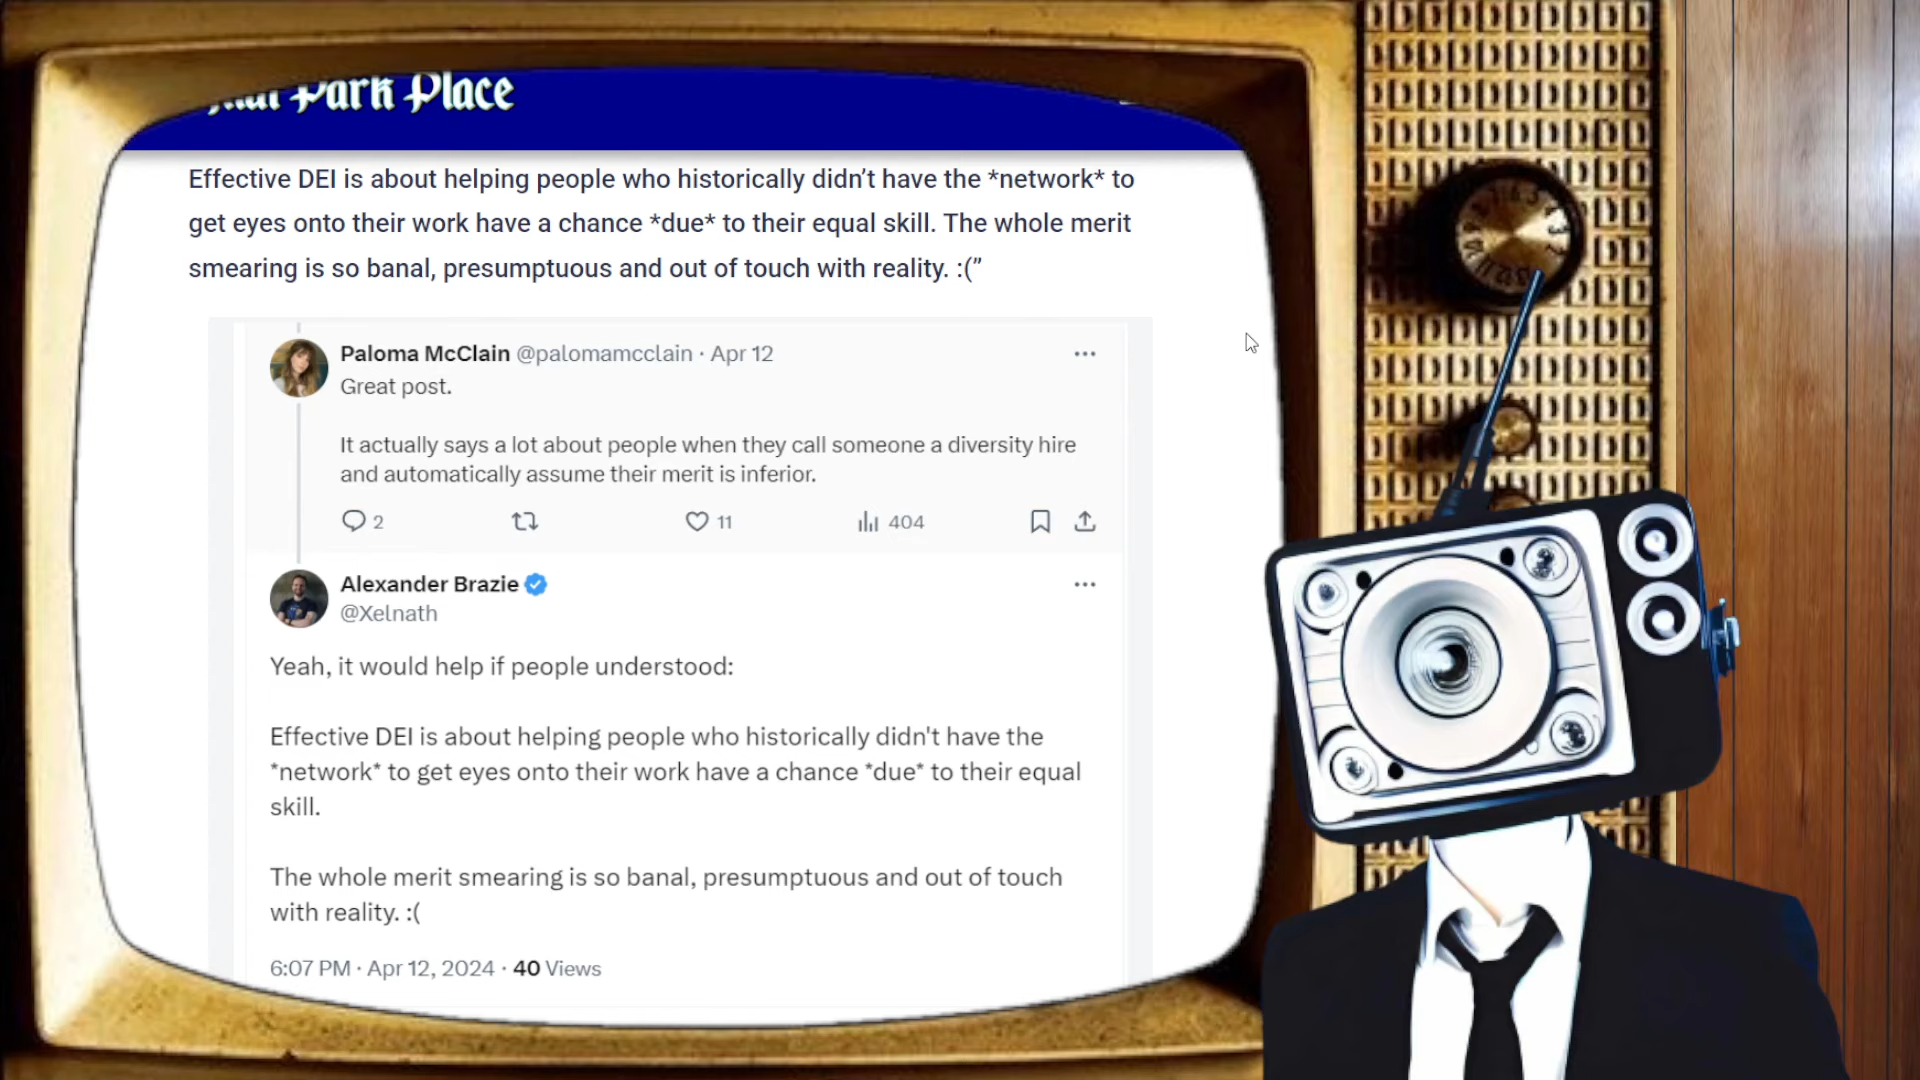 Park Place
Effective DEI is about helping people who historically didn’t have the *network* to
get eyes onto their work have a chance *due* to their equal skill. The whole merit
smearing is so banal, presumptuous and out of touch with reality. :(”
Paloma McClain @palomamcclain · Apr 12
Great post.
It actually says a lot about people when they call someone a diversity hire
and automatically assume their merit is inferior.
2 11 404
Alexander Brazie
@Xelnath
Yeah, it would help if people understood:
Effective DEI is about helping people who historically didn't have the
*network* to get eyes onto their work have a chance *due* to their equal
skill.
The whole merit smearing is so banal, presumptuous and out of touch
with reality. :(
6:07 PM · Apr 12, 2024 · 40 Views